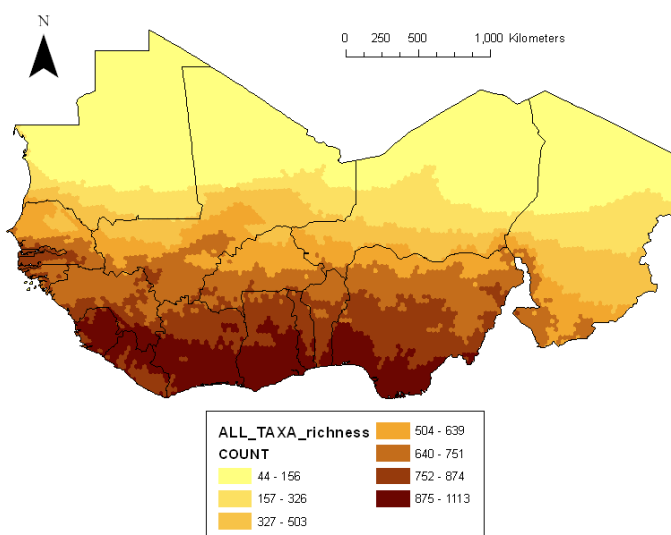 N
0 250 500 1,000 Kilometers
ALL_TAXA_richness
COUNT
44 - 156
157 - 326
327 - 503
504 - 639
640 - 751
752 - 874
875 - 1113